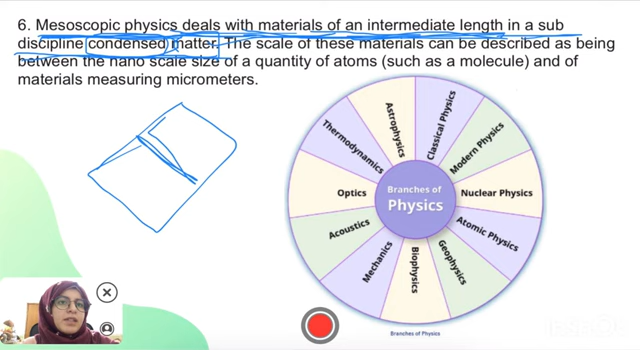 6. Mesoscopic physics deals with materials of an intermediate length in a sub
discipline condensed matter. The scale of these materials can be described as being
between the nano scale size of a quantity of atoms (such as a molecule) and of
materials measuring micrometers.
Astrophysics
Classical Physics
Thermodynamics
Modern Physics
Optics
Branches of
Physics
Nuclear Physics
Acoustics
Atomic Physics
Mechanics
Biophysics
Geophysics
Branches of Physics